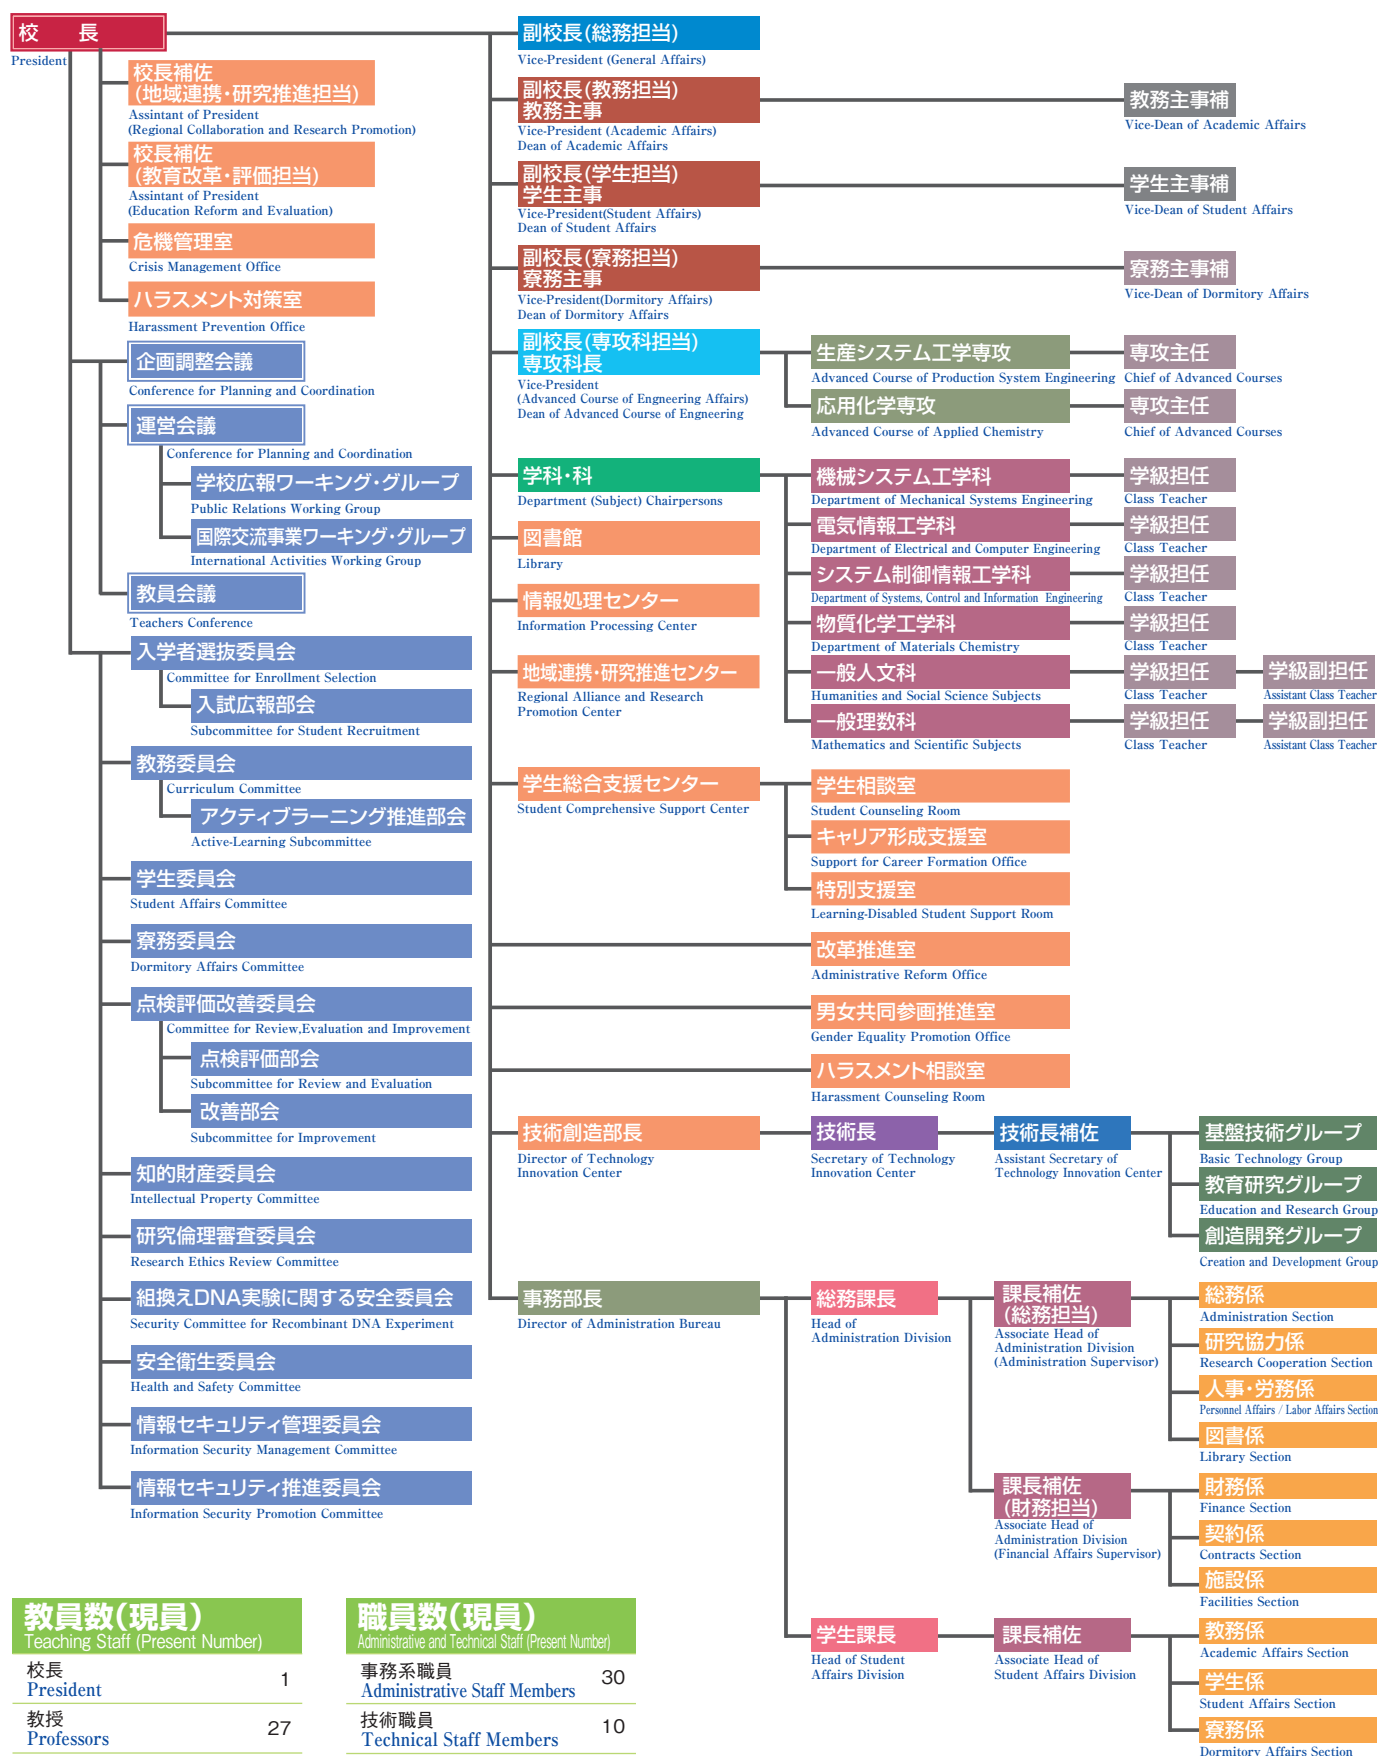 校　長
President
校長補佐
(地域連携・研究推進担当)
Assintant of President
(Regional Collaboration and Research Promotion)
校長補佐
(教育改革・評価担当)
Assintant of President
(Education Reform and Evaluation)
危機管理室
Crisis Management Office
ハラスメント対策室
Harassment Prevention Office
企画調整会議
Conference for Planning and Coordination
運営会議
Conference for Planning and Coordination
学校広報ワーキング・グループ
Public Relations Working Group
国際交流事業ワーキング・グループ
International Activities Working Group
教員会議
Teachers Conference
入学者選抜委員会
Committee for Enrollment Selection
入試広報部会
Subcommittee for Student Recruitment
教務委員会
Curriculum Committee
アクティブラーニング推進部会
Active-Learning Subcommittee
学生委員会
Student Affairs Committee
寮務委員会
Dormitory Affairs Committee
点検評価改善委員会
Committee for Review,Evaluation and Improvement
点検評価部会
Subcommittee for Review and Evaluation
改善部会
Subcommittee for Improvement
知的財産委員会
Intellectual Property Committee
研究倫理審査委員会
Research Ethics Review Committee
組換えDNA実験に関する安全委員会
Security Committee for Recombinant DNA Experiment
安全衛生委員会
Health and Safety Committee
情報セキュリティ管理委員会
Information Security Management Committee
情報セキュリティ推進委員会
Information Security Promotion Committee
副校長(総務担当)
Vice-President (General Affairs)
副校長(教務担当)
教務主事
Vice-President (Academic Affairs)
Dean of Academic Affairs
教務主事補
Vice-Dean of Academic Affairs
副校長(学生担当)
学生主事
Vice-President(Student Affairs)
Dean of Student Affairs
学生主事補
Vice-Dean of Student Affairs
副校長(寮務担当)
寮務主事
Vice-President(Dormitory Affairs)
Dean of Dormitory Affairs
寮務主事補
Vice-Dean of Dormitory Affairs
副校長(専攻科担当)
専攻科長
Vice-President
(Advanced Course of Engneering Affairs)
Dean of Advanced Course of Engneering
生産システム工学専攻
Advanced Course of Production System Engineering
専攻主任
Chief of Advanced Courses
応用化学専攻
Advanced Course of Applied Chemistry
専攻主任
Chief of Advanced Courses
学科・科
Department (Subject) Chairpersons
機械システム工学科
Department of Mechanical Systems Engineering
学級担任
Class Teacher
電気情報工学科
Department of Electrical and Computer Engineering
学級担任
Class Teacher
システム制御情報工学科
Department of Systems, Control and Information Engineering
学級担任
Class Teacher
物質化学工学科
Department of Materials Chemistry
学級担任
Class Teacher
一般人文科
Humanities and Social Science Subjects
学級担任
Class Teacher
学級副担任
Assistant Class Teacher
一般理数科
Mathematics and Scientific Subjects
学級担任
Class Teacher
学級副担任
Assistant Class Teacher
図書館
Library
情報処理センター
Information Processing Center
地域連携・研究推進センター
Regional Alliance and Research
Promotion Center
学生総合支援センター
Student Comprehensive Support Center
学生相談室
Student Counseling Room
キャリア形成支援室
Support for Career Formation Office
特別支援室
Learning-Disabled Student Support Room
改革推進室
Administrative Reform Office
男女共同参画推進室
Gender Equality Promotion Office
ハラスメント相談室
Harassment Counseling Room
技術創造部長
Director of Technology
Innovation Center
技術長
Secretary of Technology
Innovation Center
技術長補佐
Assistant Secretary of
Technology Innovation Center
基盤技術グループ
Basic Technology Group
教育研究グループ
Education and Research Group
創造開発グループ
Creation and Development Group
事務部長
Director of Administration Bureau
総務課長
Head of
Administration Division
課長補佐
(総務担当)
Associate Head of
Administration Division
(Administration Supervisor)
総務係
Administration Section
研究協力係
Research Cooperation Section
人事・労務係
Personnel Affairs / Labor Affairs Section
図書係
Library Section
課長補佐
(財務担当)
Associate Head of
Administration Division
(Financial Affairs Supervisor)
財務係
Finance Section
契約係
Contracts Section
施設係
Facilities Section
学生課長
Head of Student
Affairs Division
課長補佐
Associate Head of
Student Affairs Division
教務係
Academic Affairs Section
学生係
Student Affairs Section
寮務係
Dormitory Affairs Section
教員数(現員)
Teaching Staff (Present Number)
校長
President 1
教授
Professors 27
職員数(現員)
Administrative and Technical Staff (Present Number)
事務系職員
Administrative Staff Members 30
技術職員
Technical Staff Members 10